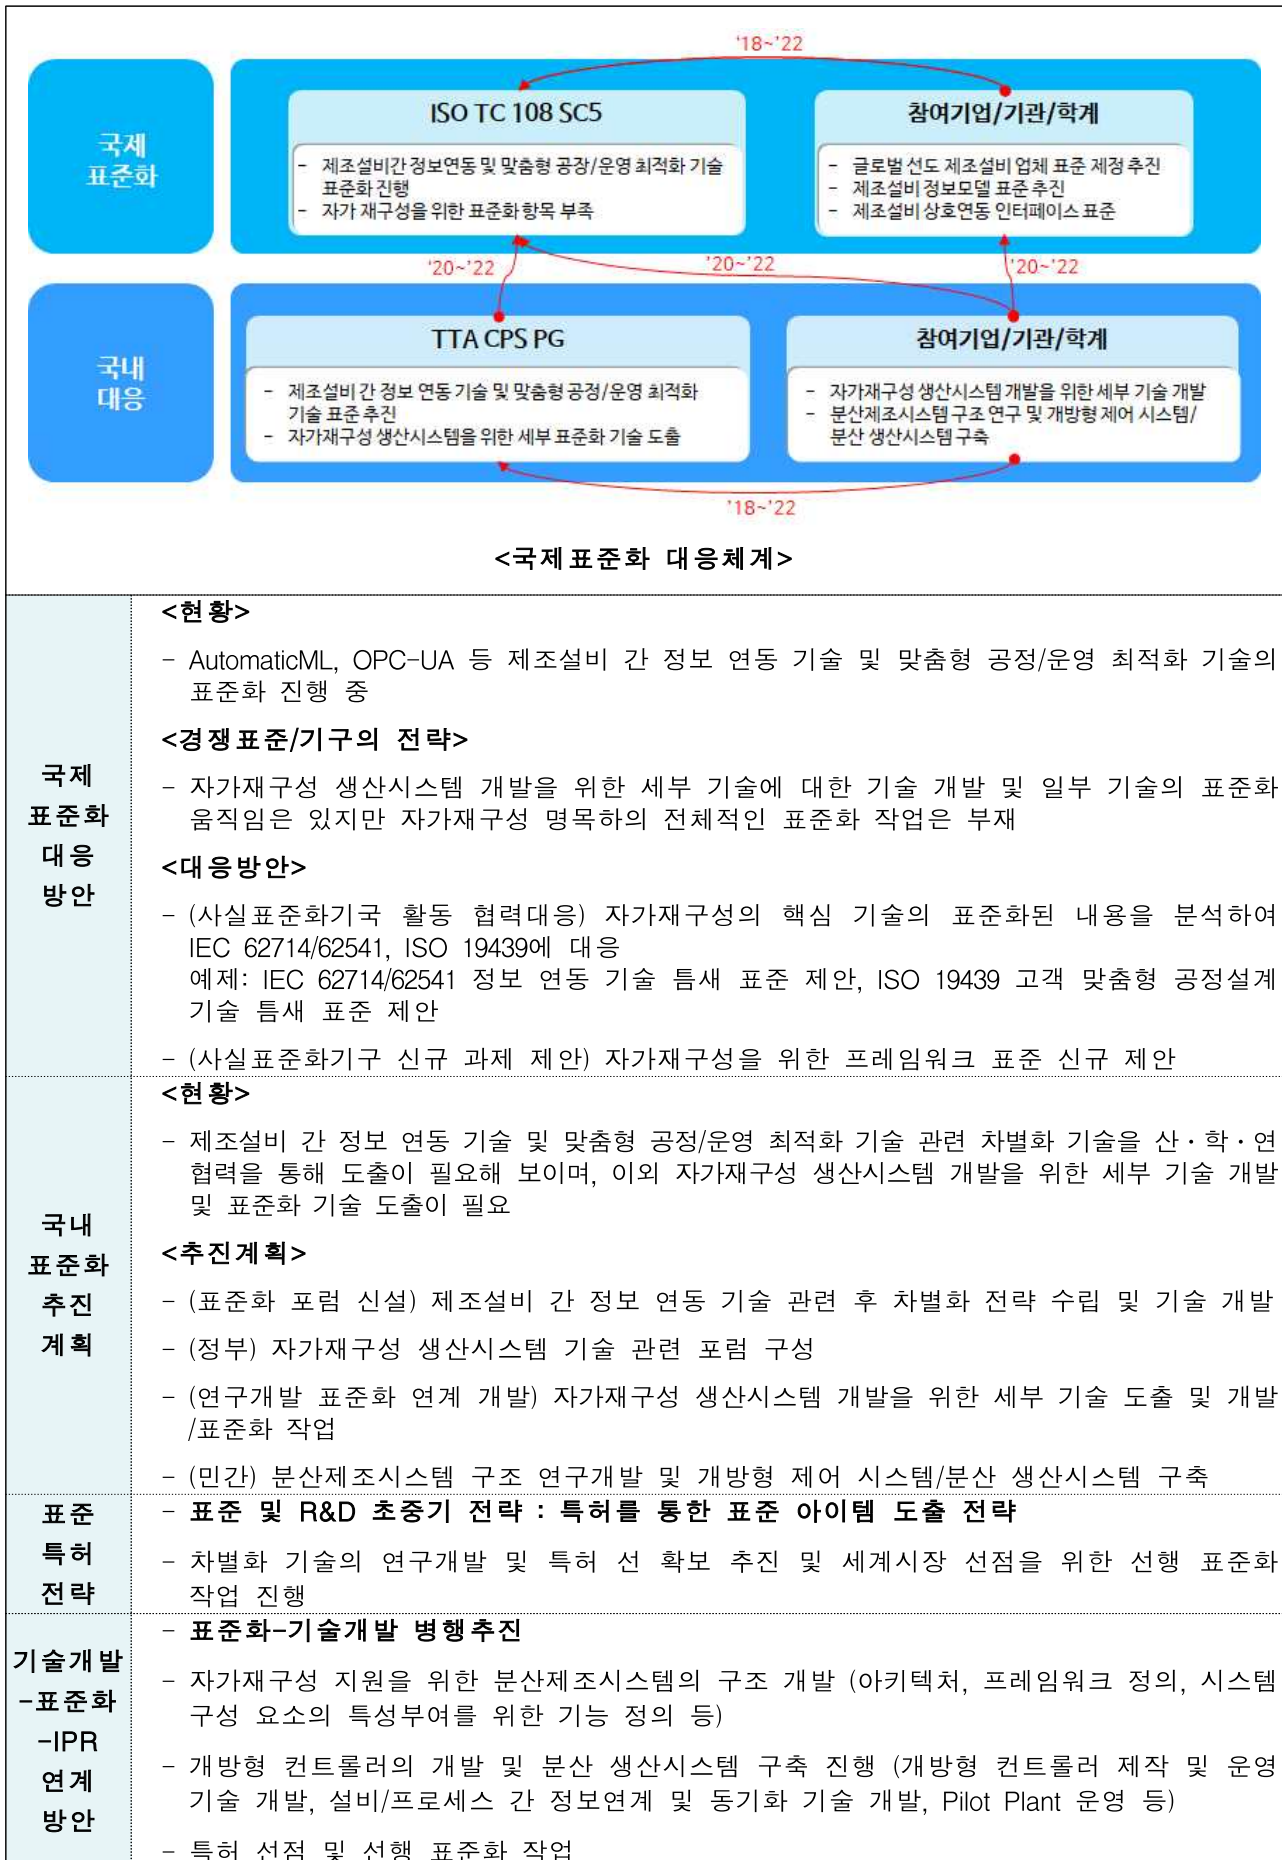 '18~'22
국제
표준화
ISO TC 108 SC5
- 제조설비간 정보연동 및 맞춤형 공장/운영 최적화 기술
표준화 진행
- 자가 재구성을 위한 표준화 항목 부족
참여기업/기관/학계
- 글로벌 선도 제조설비 업체 표준 제정 추진
- 제조설비 정보모델 표준 추진
- 제조설비 상호연동 인터페이스 표준
'20~'22
'20~'22
'20~'22
국내
대응
TTA CPS PG
- 제조설비 간 정보 연동 기술 및 맞춤형 공정/운영 최적화
기술 표준 추진
- 자가재구성 생산시스템을 위한 세부 표준화 기술 도출
참여기업/기관/학계
- 자가재구성 생산시스템 개발을 위한 세부 기술 개발
- 분산제조시스템 구조 연구 및 개방형 제어 시스템/
분산 생산시스템 구축
'18~'22
<국제표준화 대응체계>
국제
표준화
대응
방안
<현황>
- AutomaticML, OPC-UA 등 제조설비 간 정보 연동 기술 및 맞춤형 공정/운영 최적화 기술의
표준화 진행 중
<경쟁표준/기구의 전략>
- 자가재구성 생산시스템 개발을 위한 세부 기술에 대한 기술 개발 및 일부 기술의 표준화
움직임은 있지만 자가재구성 명목하의 전체적인 표준화 작업은 부재
<대응방안>
- (사실표준화기국 활동 협력대응) 자가재구성의 핵심 기술의 표준화된 내용을 분석하여
IEC 62714/62541, ISO 19439에 대응
예제: IEC 62714/62541 정보 연동 기술 틈새 표준 제안, ISO 19439 고객 맞춤형 공정설계
기술 틈새 표준 제안
- (사실표준화기구 신규 과제 제안) 자가재구성을 위한 프레임워크 표준 신규 제안
국내
표준화
추진
계획
<현황>
- 제조설비 간 정보 연동 기술 및 맞춤형 공정/운영 최적화 기술 관련 차별화 기술을 산・학・연
협력을 통해 도출이 필요해 보이며, 이외 자가재구성 생산시스템 개발을 위한 세부 기술 개발
및 표준화 기술 도출이 필요
<추진계획>
- (표준화 포럼 신설) 제조설비 간 정보 연동 기술 관련 후 차별화 전략 수립 및 기술 개발
- (정부) 자가재구성 생산시스템 기술 관련 포럼 구성
- (연구개발 표준화 연계 개발) 자가재구성 생산시스템 개발을 위한 세부 기술 도출 및 개발
/표준화 작업
- (민간) 분산제조시스템 구조 연구개발 및 개방형 제어 시스템/분산 생산시스템 구축
표준
특허
전략
- 표준 및 R&D 초중기 전략 : 특허를 통한 표준 아이템 도출 전략
- 차별화 기술의 연구개발 및 특허 선 확보 추진 및 세계시장 선점을 위한 선행 표준화
작업 진행
기술개발
-표준화
-IPR
연계
방안
- 표준화-기술개발 병행추진
- 자가재구성 지원을 위한 분산제조시스템의 구조 개발 (아키텍처, 프레임워크 정의, 시스템
구성 요소의 특성부여를 위한 기능 정의 등)
- 개방형 컨트롤러의 개발 및 분산 생산시스템 구축 진행 (개방형 컨트롤러 제작 및 운영
기술 개발, 설비/프로세스 간 정보연계 및 동기화 기술 개발, Pilot Plant 운영 등)
- 특허 선점 및 선행 표준화 작업